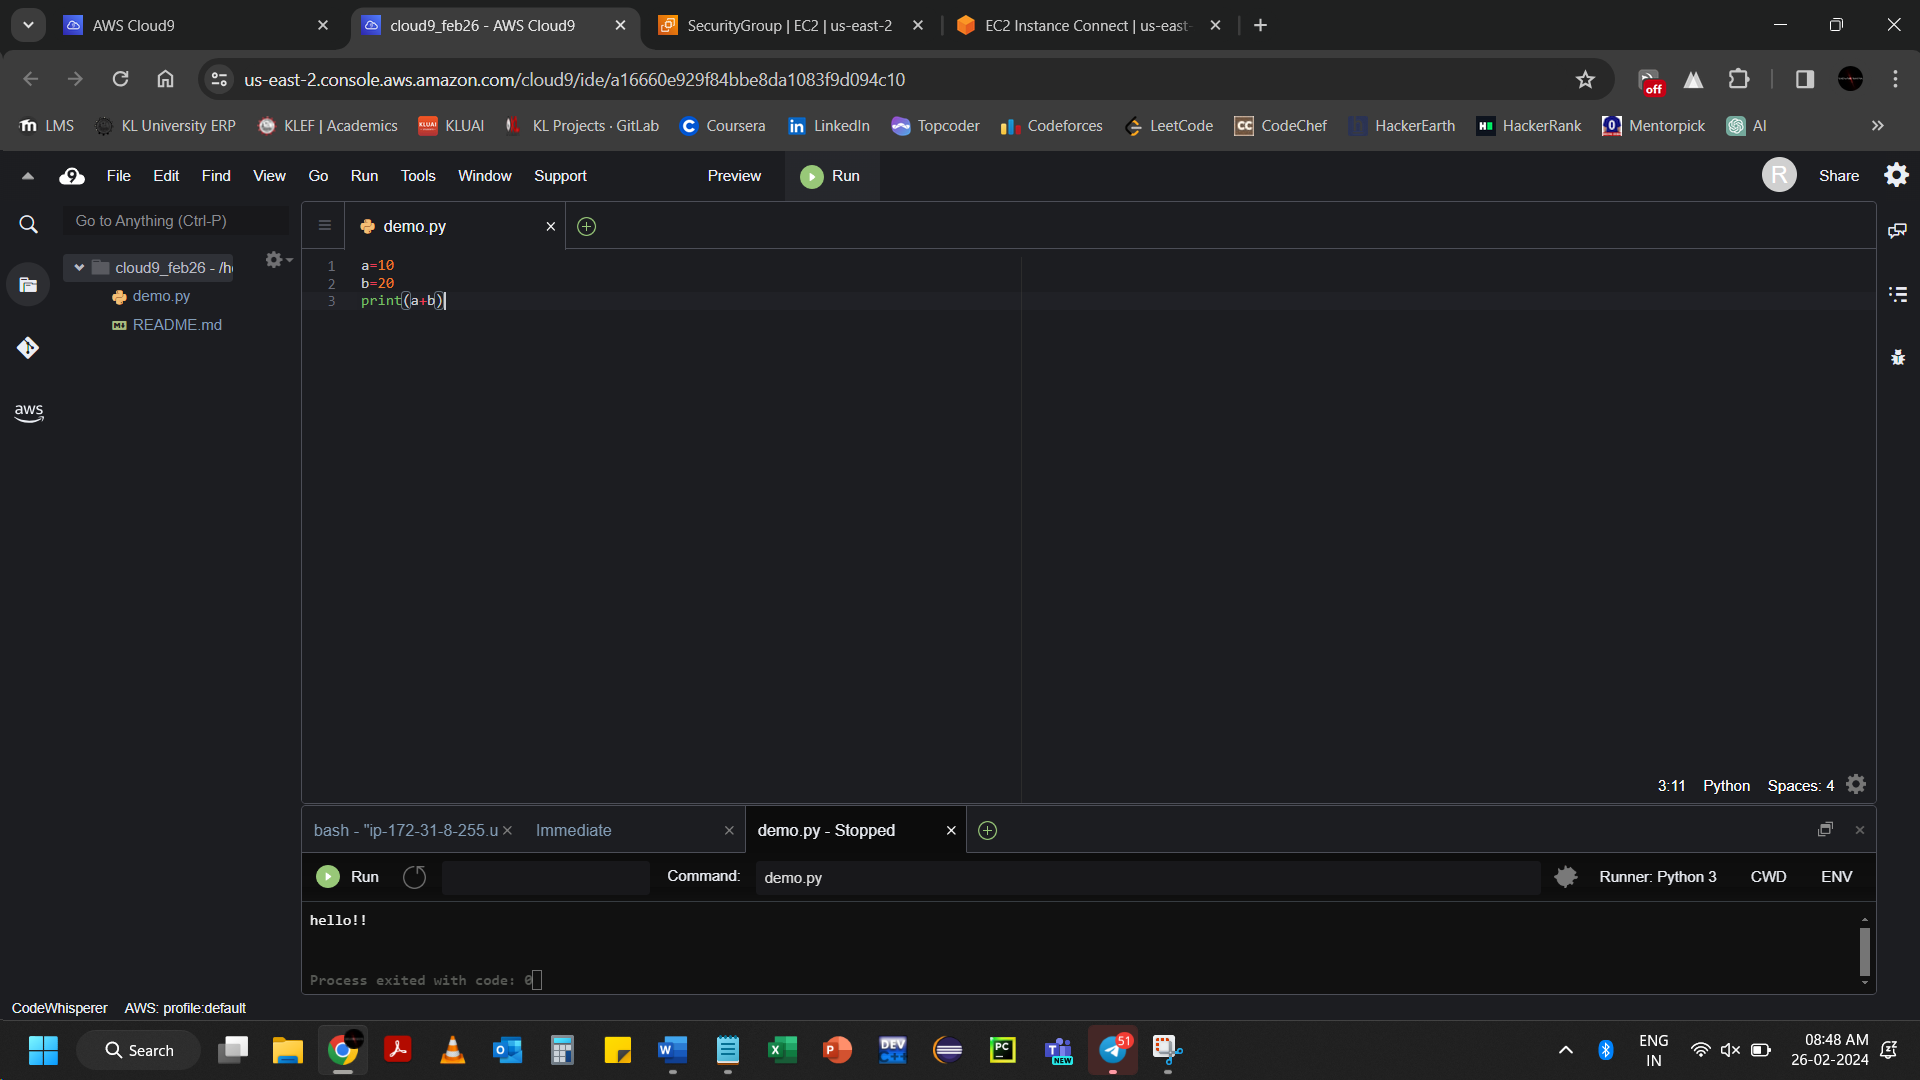 AWS Cloud9
cloud9_feb26 - AWS Cloud9
SecurityGroup | EC2 | us-east-2
EC2 Instance Connect | us-east-
us-east-2.console.aws.amazon.com/cloud9/ide/a16660e929f84bbe8da1083f9d094c10
off
LMS
KL University ERP
KLEF | Academics
KLUAI
KL Projects · GitLab
Coursera
LinkedIn
Topcoder
Codeforces
LeetCode
CodeChef
HackerEarth
HackerRank
Mentorpick
AI
File Edit Find View Go Run Tools Window Support
Preview
Run
R
Share
Go to Anything (Ctrl-P)
demo.py
cloud9_feb26 - /h
demo.py
README.md
aws
1 a=10
2 b=20
3 print(a+b)
3:11 Python Spaces: 4
bash - "ip-172-31-8-255.u
Immediate
demo.py - Stopped
Run
Command:
demo.py
Runner: Python 3
CWD
ENV
hello!!
Process exited with code: 0
CodeWhisperer AWS: profile:default
Search
DEV
PC
NEW
51
ENG
IN
08:48 AM
26-02-2024